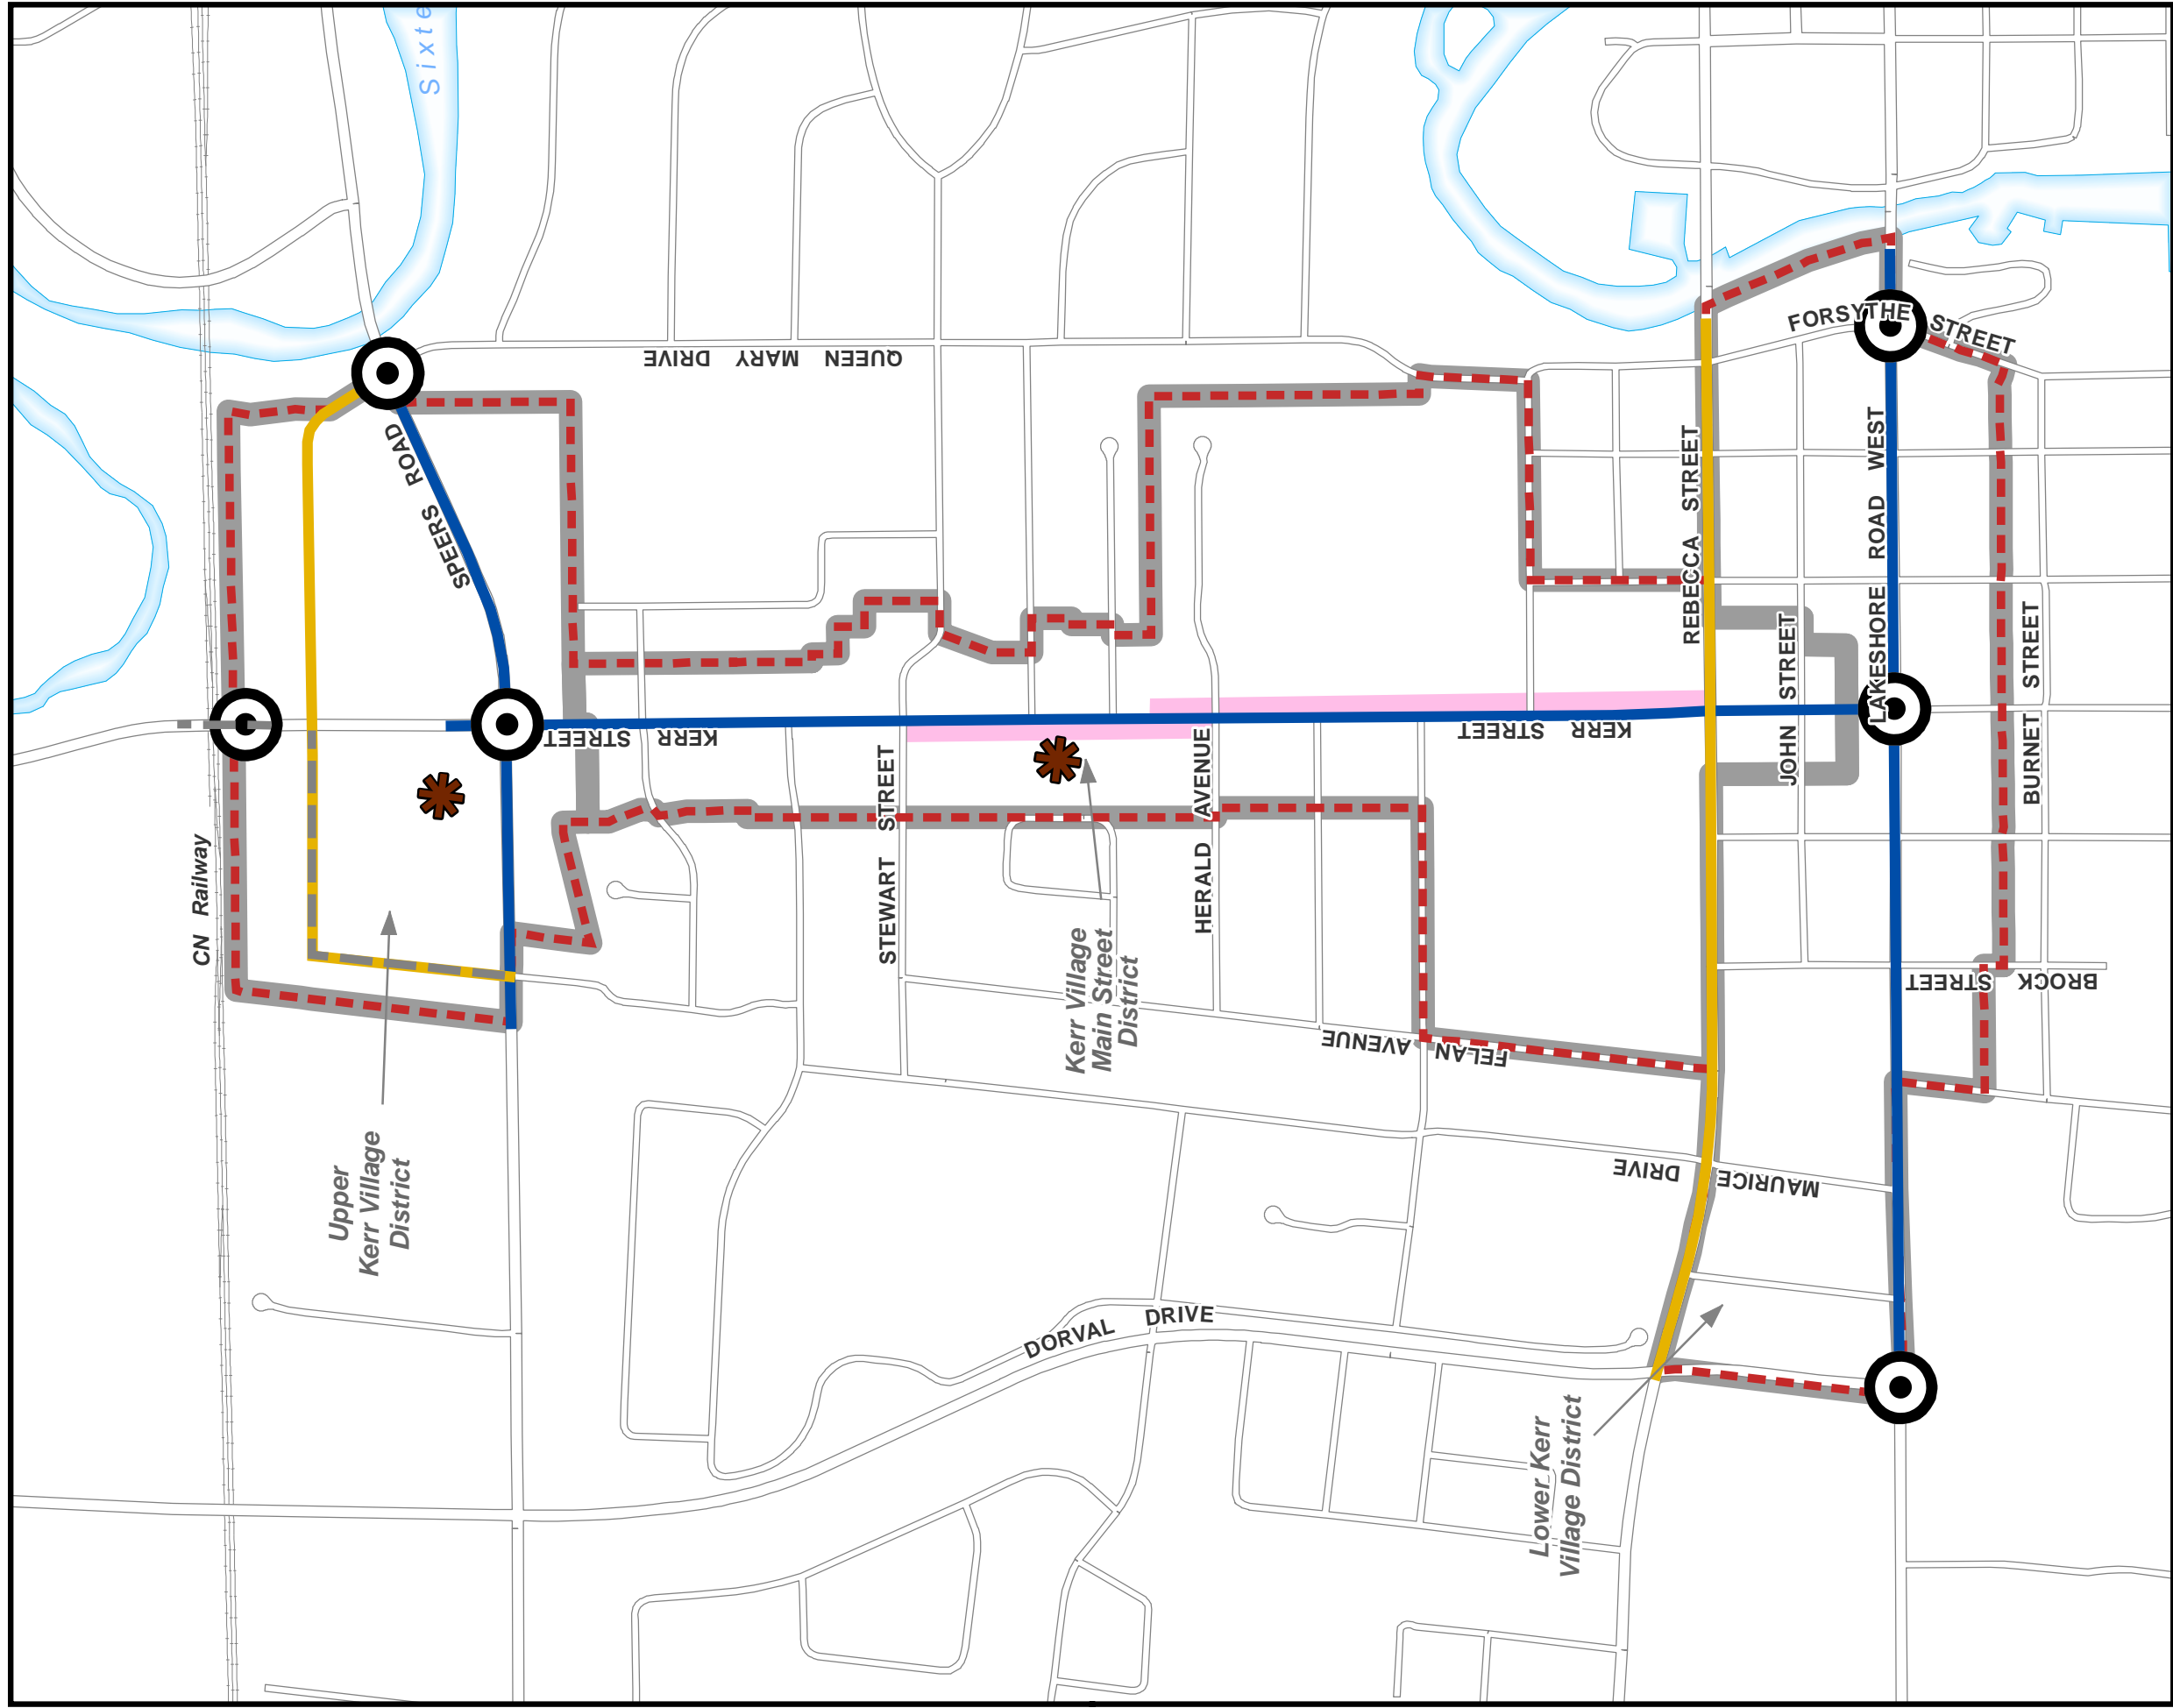 Sixte
QUEEN MARY DRIVE
FORSYTHE STREET
SPEERS ROAD
REBECCA STREET
LAKESHORE ROAD WEST
KERR STREET
KERR STREET
JOHN STREET
BURNET STREET
STEWART STREET
HERALD AVENUE
CN Railway
Kerr Village
Main Street
District
BROCK STREET
FELAN AVENUE
Upper
Kerr Village
District
MAURICE DRIVE
DORVAL DRIVE
Lower Kerr
Village District